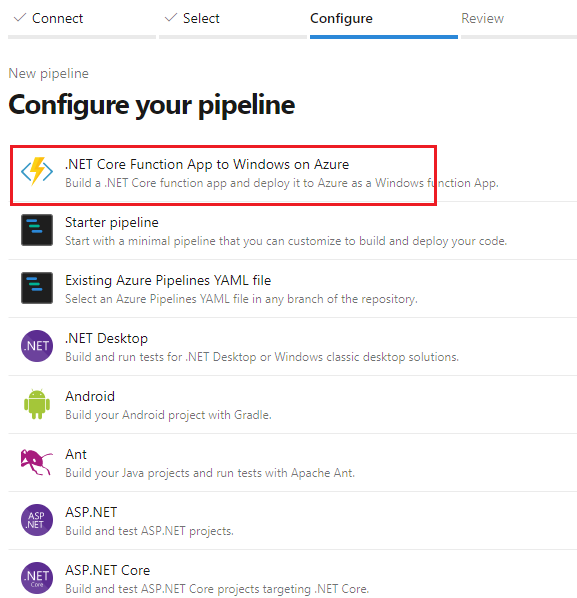 Connect
Select
Configure
Review
New pipeline
Configure your pipeline
.NET Core Function App to Windows on Azure
Build a .NET Core function app and deploy it to Azure as a Windows function App.
Starter pipeline
Start with a minimal pipeline that you can customize to build and deploy your code.
Existing Azure Pipelines YAML file
Select an Azure Pipelines YAML file in any branch of the repository.
.NET
.NET Desktop
Build and run tests for .NET Desktop or Windows classic desktop solutions.
Android
Build your Android project with Gradle.
Ant
Build your Java projects and run tests with Apache Ant.
ASP
.NET
ASP.NET
Build and test ASP.NET projects.
.NET
Core
ASP.NET Core
Build and test ASP.NET Core projects targeting .NET Core.